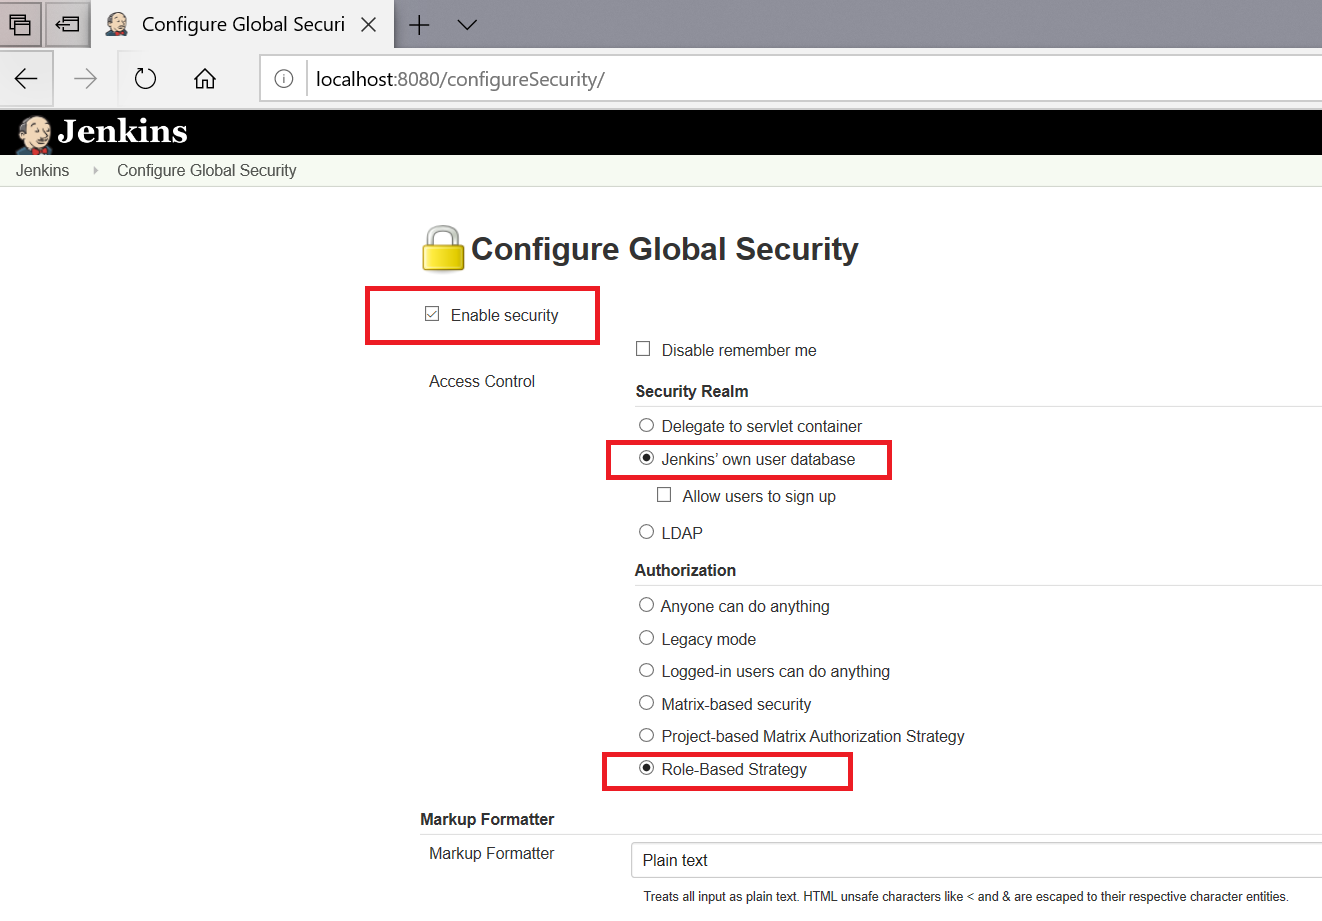 Configure Global Securi
localhost:8080/configureSecurity/
Jenkins
Jenkins Configure Global Security
Configure Global Security
Enable security
Disable remember me
Access Control
Security Realm
Delegate to servlet container
Jenkins’ own user database
Allow users to sign up
LDAP
Authorization
Anyone can do anything
Legacy mode
Logged-in users can do anything
Matrix-based security
Project-based Matrix Authorization Strategy
Role-Based Strategy
Markup Formatter
Markup Formatter Plain text
Treats all input as plain text. HTML unsafe characters like < and & are escaped to their respective character entities.